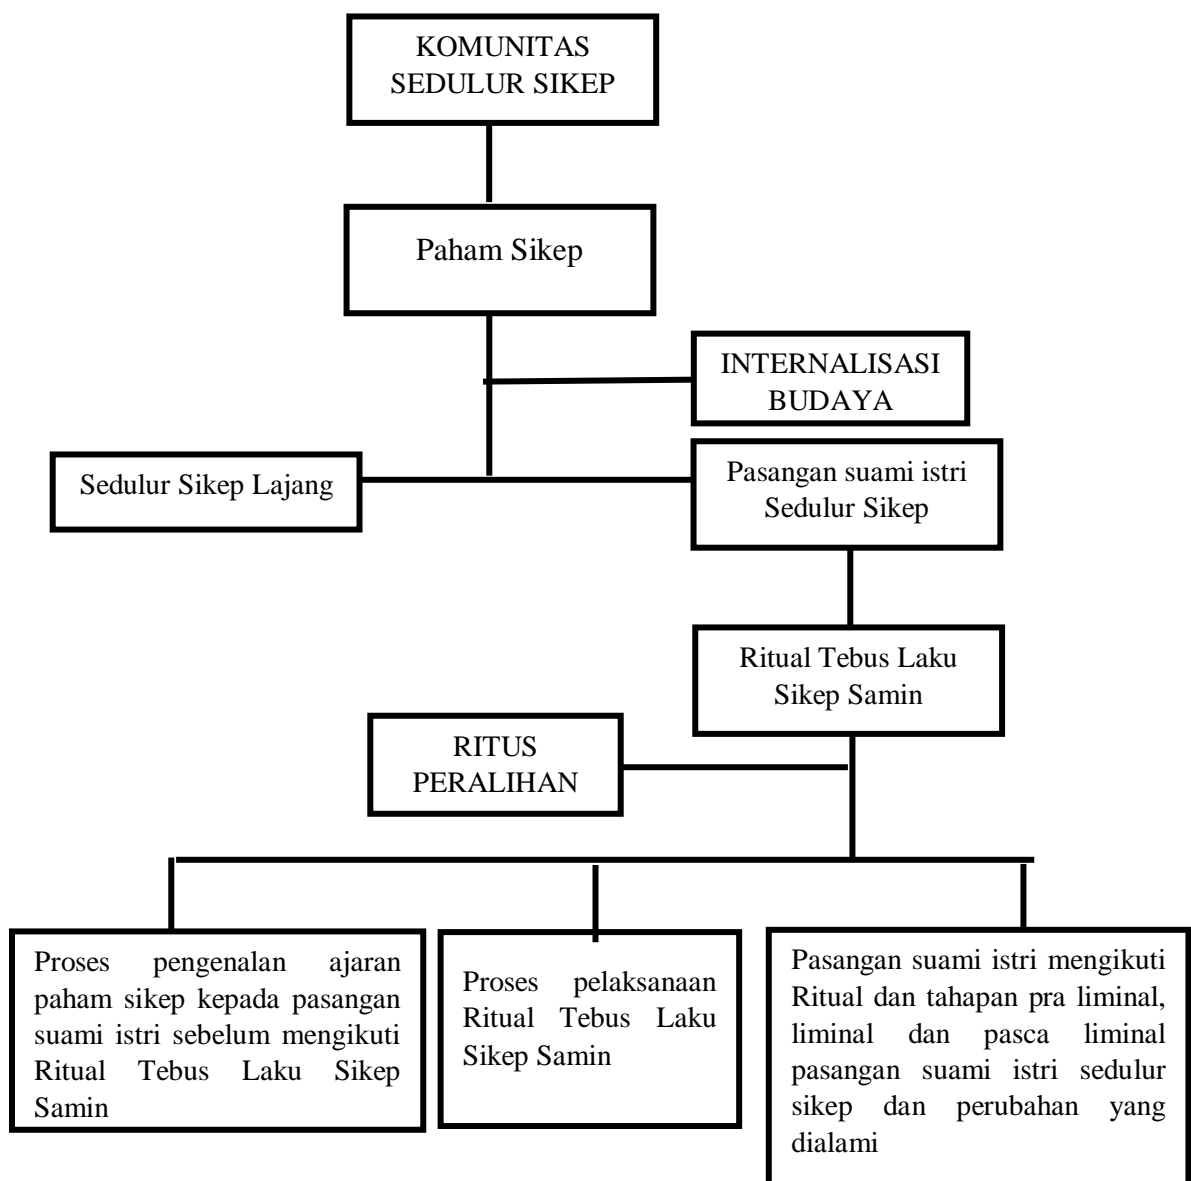 KOMUNITAS
SEDULUR SIKEP
Paham Sikep
INTERNALISASI
BUDAYA
Sedulur Sikep Lajang
Pasangan suami istri
Sedulur Sikep
Ritual Tebus Laku
Sikep Samin
RITUS
PERALIHAN
Proses pengenalan ajaran
paham sikep kepada pasangan
suami istri sebelum mengikuti
Ritual Tebus Laku Sikep
Samin
Proses pelaksanaan
Ritual Tebus Laku
Sikep Samin
Pasangan suami istri mengikuti
Ritual dan tahapan pra liminal,
liminal dan pasca liminal
pasangan suami istri sedulur
sikep dan perubahan yang
dialami